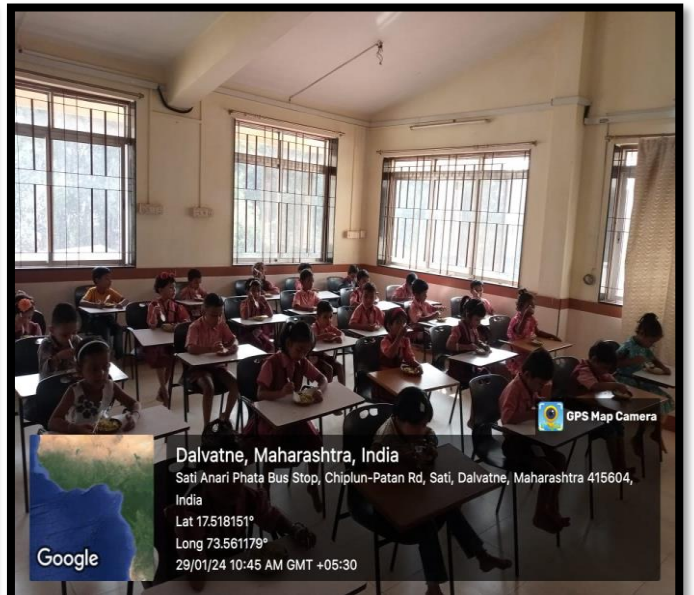 GPS Map Camera
Dalvatne, Maharashtra, India
Sati Anari Phata Bus Stop, Chiplun-Patan Rd, Sati, Dalvatne, Maharashtra 415604,
India
Lat 17.518151°
Long 73.561179°
29/01/24 10:45 AM GMT +05:30
Google